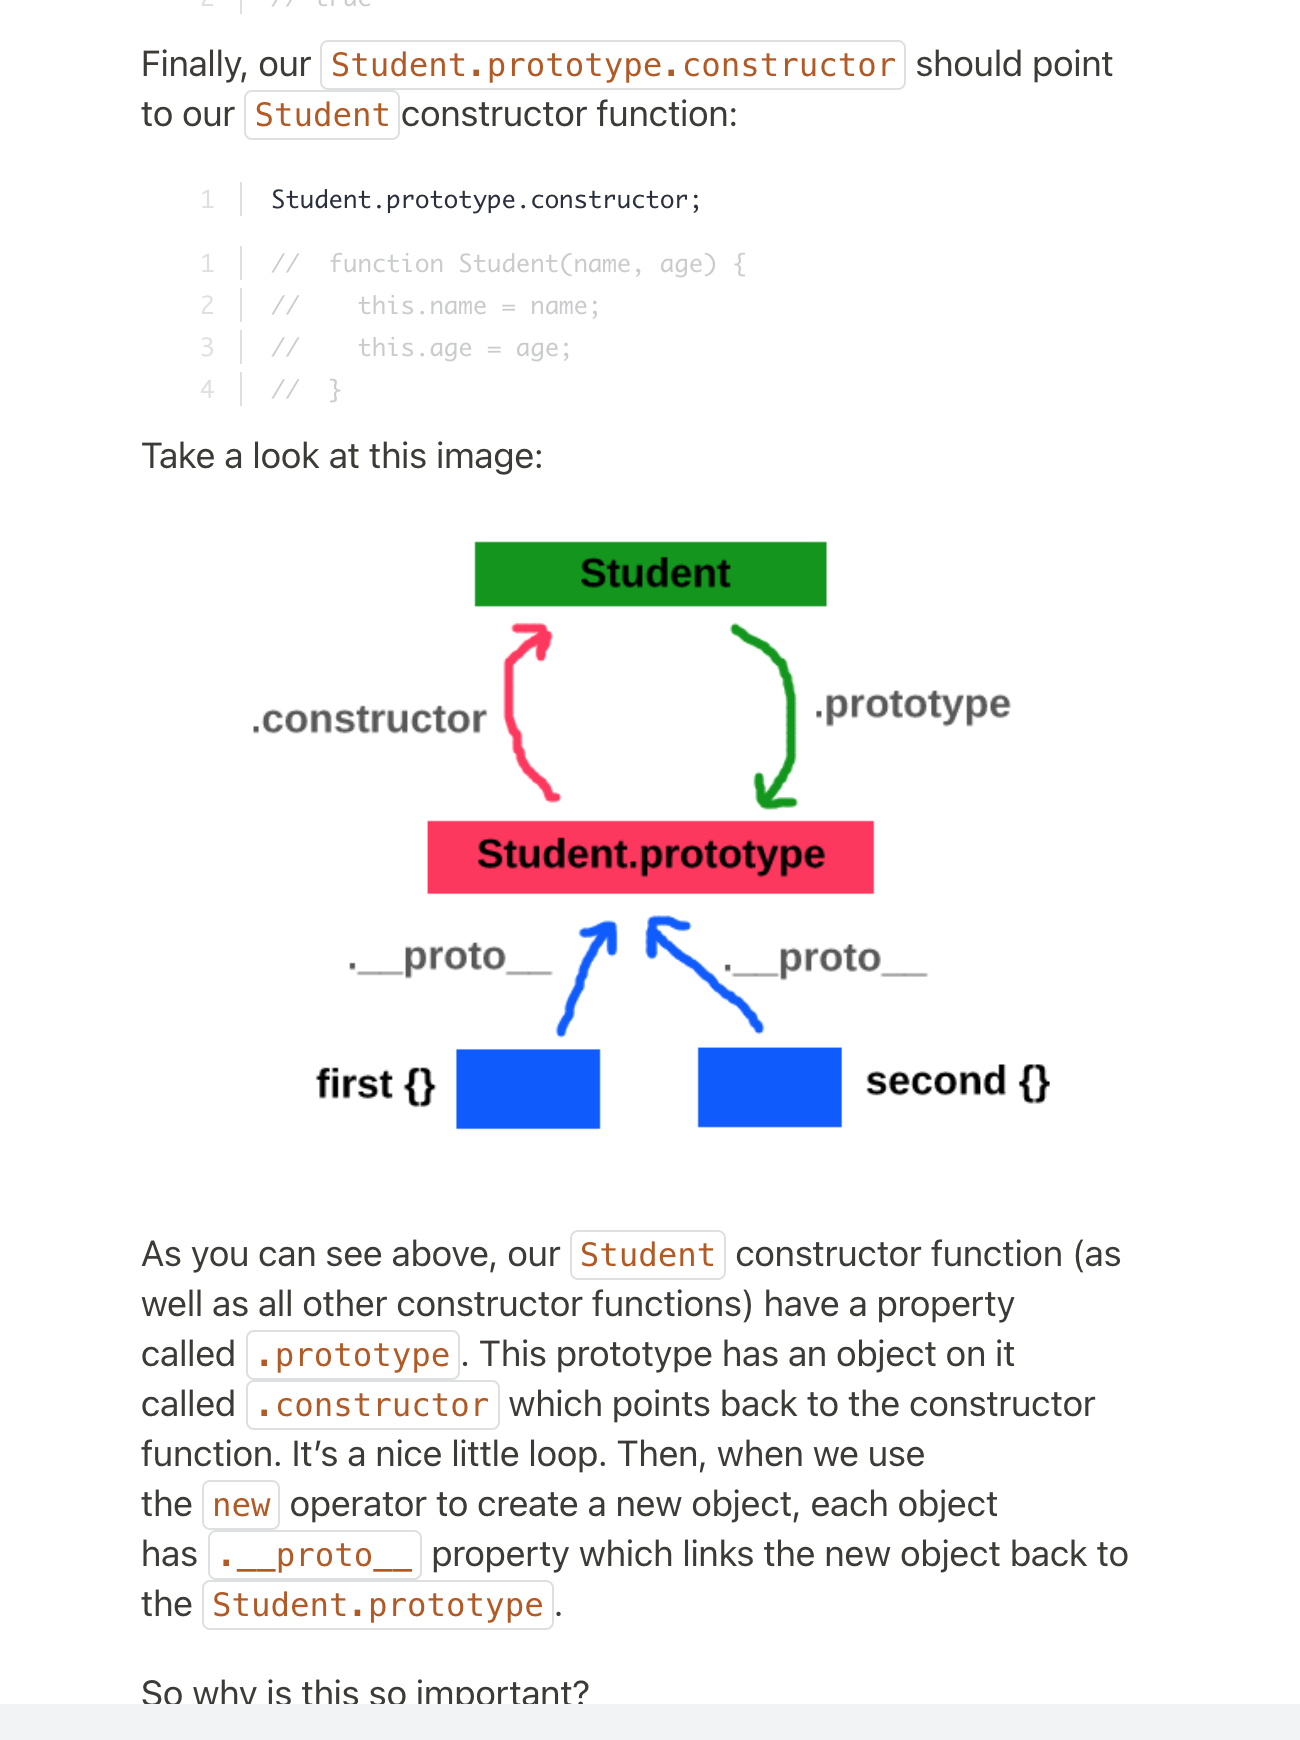 2 // true
Finally, our Student.prototype.constructor should point
to our Student constructor function:
1 Student.prototype.constructor;
1 //  function Student(name, age) {
2 //    this.name = name;
3 //    this.age = age;
4 //  }
Take a look at this image:
Student
.constructor
.prototype
Student.prototype
.__proto__
.__proto__
first {}
second {}
As you can see above, our Student constructor function (as
well as all other constructor functions) have a property
called .prototype. This prototype has an object on it
called .constructor which points back to the constructor
function. It’s a nice little loop. Then, when we use
the new operator to create a new object, each object
has .__proto__ property which links the new object back to
the Student.prototype.
So why is this so important?